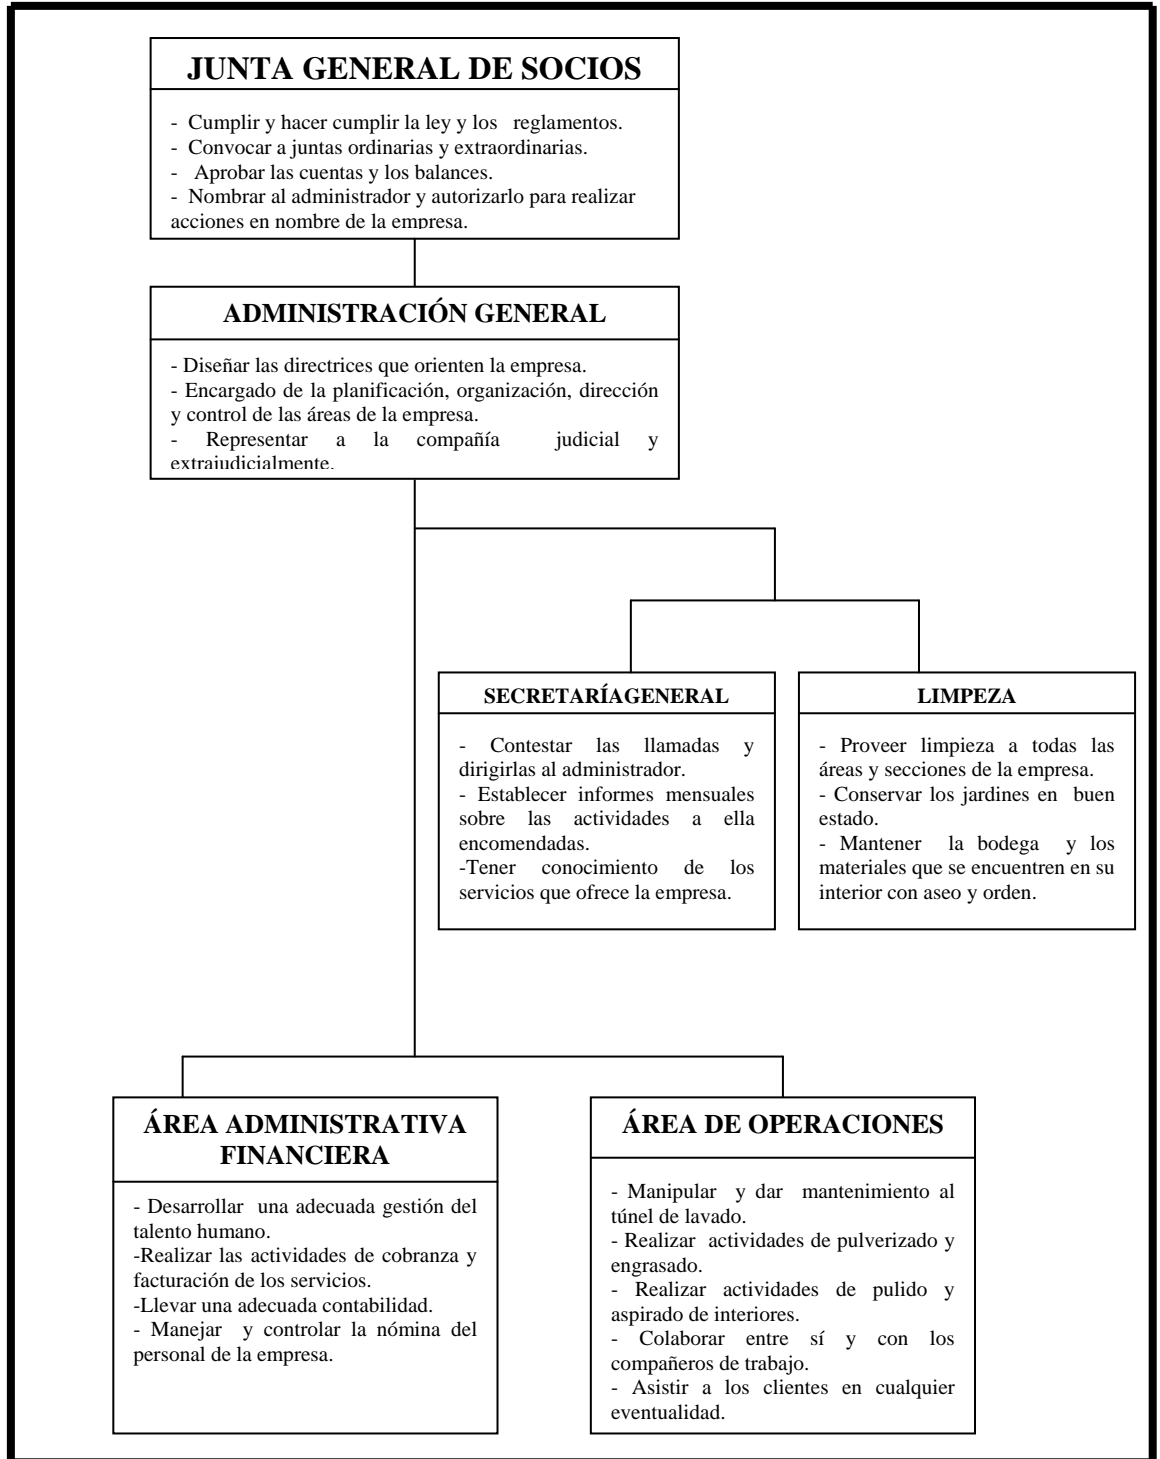 JUNTA GENERAL DE SOCIOS
- Cumplir y hacer cumplir la ley y los reglamentos.
- Convocar a juntas ordinarias y extraordinarias.
- Aprobar las cuentas y los balances.
- Nombrar al administrador y autorizarlo para realizar
acciones en nombre de la empresa.
ADMINISTRACIÓN GENERAL
- Diseñar las directrices que orienten la empresa.
- Encargado de la planificación, organización, dirección
y control de las áreas de la empresa.
- Representar a la compañía judicial y
extrajudicialmente.
SECRETARÍAGENERAL
- Contestar las llamadas y
dirigirlas al administrador.
- Establecer informes mensuales
sobre las actividades a ella
encomendadas.
-Tener conocimiento de los
servicios que ofrece la empresa.
LIMPEZA
- Proveer limpieza a todas las
áreas y secciones de la empresa.
- Conservar los jardines en buen
estado.
- Mantener la bodega y los
materiales que se encuentren en su
interior con aseo y orden.
ÁREA ADMINISTRATIVA
FINANCIERA
- Desarrollar una adecuada gestión del
talento humano.
-Realizar las actividades de cobranza y
facturación de los servicios.
-Llevar una adecuada contabilidad.
- Manejar y controlar la nómina del
personal de la empresa.
ÁREA DE OPERACIONES
- Manipular y dar mantenimiento al
túnel de lavado.
- Realizar actividades de pulverizado y
engrasado.
- Realizar actividades de pulido y
aspirado de interiores.
- Colaborar entre sí y con los
compañeros de trabajo.
- Asistir a los clientes en cualquier
eventualidad.